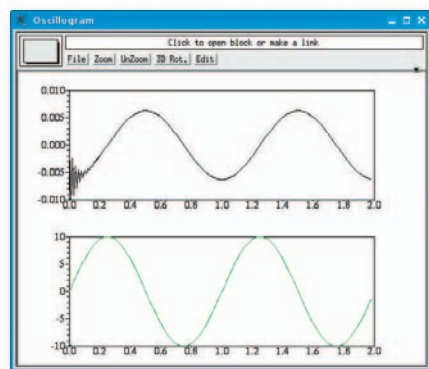 Oscillogram
Click to open block or make a link
File Zoom UnZoom 3D Rot. Edit
0.010
0.005
0.000
-0.005
-0.010
0.0 0.2 0.4 0.6 0.8 1.0 1.2 1.4 1.6 1.8 2.0
10
5
0
-5
-10
0.0 0.2 0.4 0.6 0.8 1.0 1.2 1.4 1.6 1.8 2.0